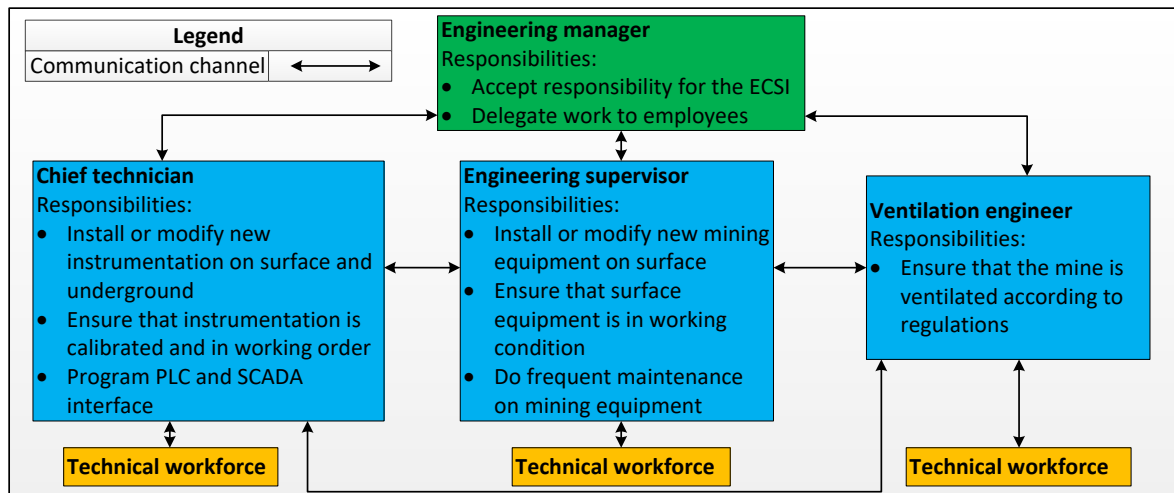 Legend
Communication channel
Engineering manager
Responsibilities:
• Accept responsibility for the ECSI
• Delegate work to employees
Chief technician
Responsibilities:
• Install or modify new
instrumentation on surface and
underground
• Ensure that instrumentation is
calibrated and in working order
• Program PLC and SCADA
interface
Engineering supervisor
Responsibilities:
• Install or modify new mining
equipment on surface
• Ensure that surface
equipment is in working
condition
• Do frequent maintenance
on mining equipment
Ventilation engineer
Responsibilities:
• Ensure that the mine is
ventilated according to
regulations
Technical workforce
Technical workforce
Technical workforce